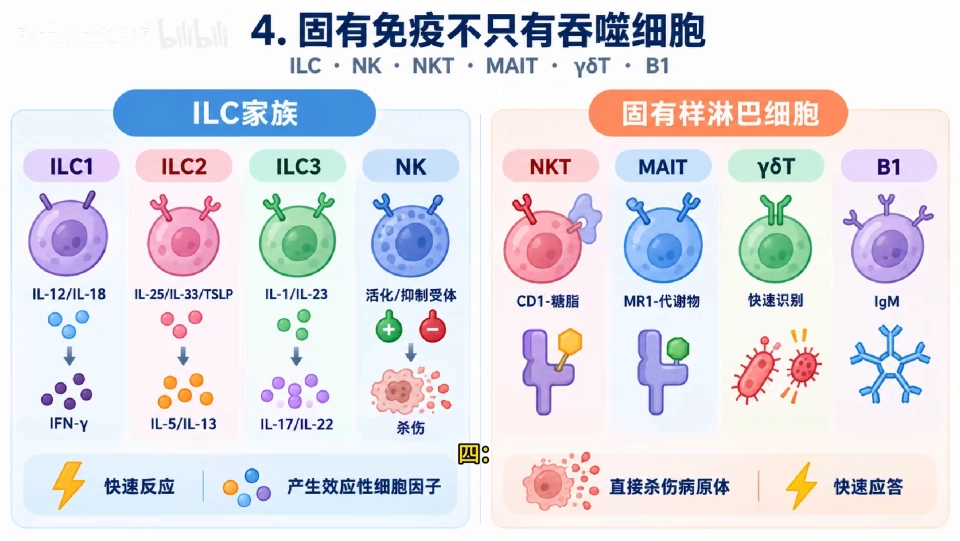 bilibili
4. 固有免疫不只有吞噬细胞
ILC · NK · NKT · MAIT · γδT · B1
ILC家族
ILC1
ILC2
ILC3
NK
IL-12/IL-18
IL-25/IL-33/TSLP
IL-1/IL-23
活化/抑制受体
+
−
IFN-γ
IL-5/IL-13
IL-17/IL-22
杀伤
快速反应
产生效应性细胞因子
固有样淋巴细胞
NKT
MAIT
γδT
B1
CD1-糖脂
MR1-代谢物
快速识别
IgM
直接杀伤病原体
快速应答
四: